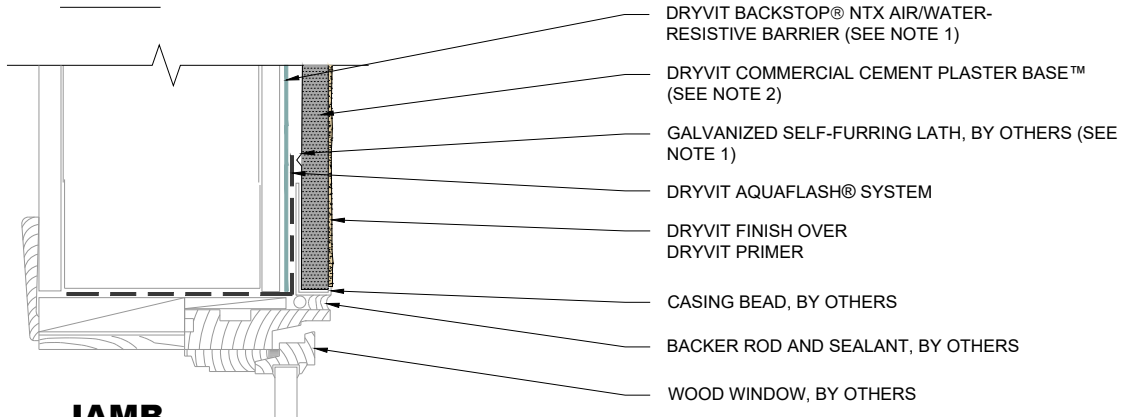 DRYVIT BACKSTOP® NTX AIR/WATER-
RESISTIVE BARRIER (SEE NOTE 1)
DRYVIT COMMERCIAL CEMENT PLASTER BASE™
(SEE NOTE 2)
GALVANIZED SELF-FURRING LATH, BY OTHERS (SEE
NOTE 1)
DRYVIT AQUAFLASH® SYSTEM
DRYVIT FINISH OVER
DRYVIT PRIMER
CASING BEAD, BY OTHERS
BACKER ROD AND SEALANT, BY OTHERS
WOOD WINDOW, BY OTHERS
JAMB